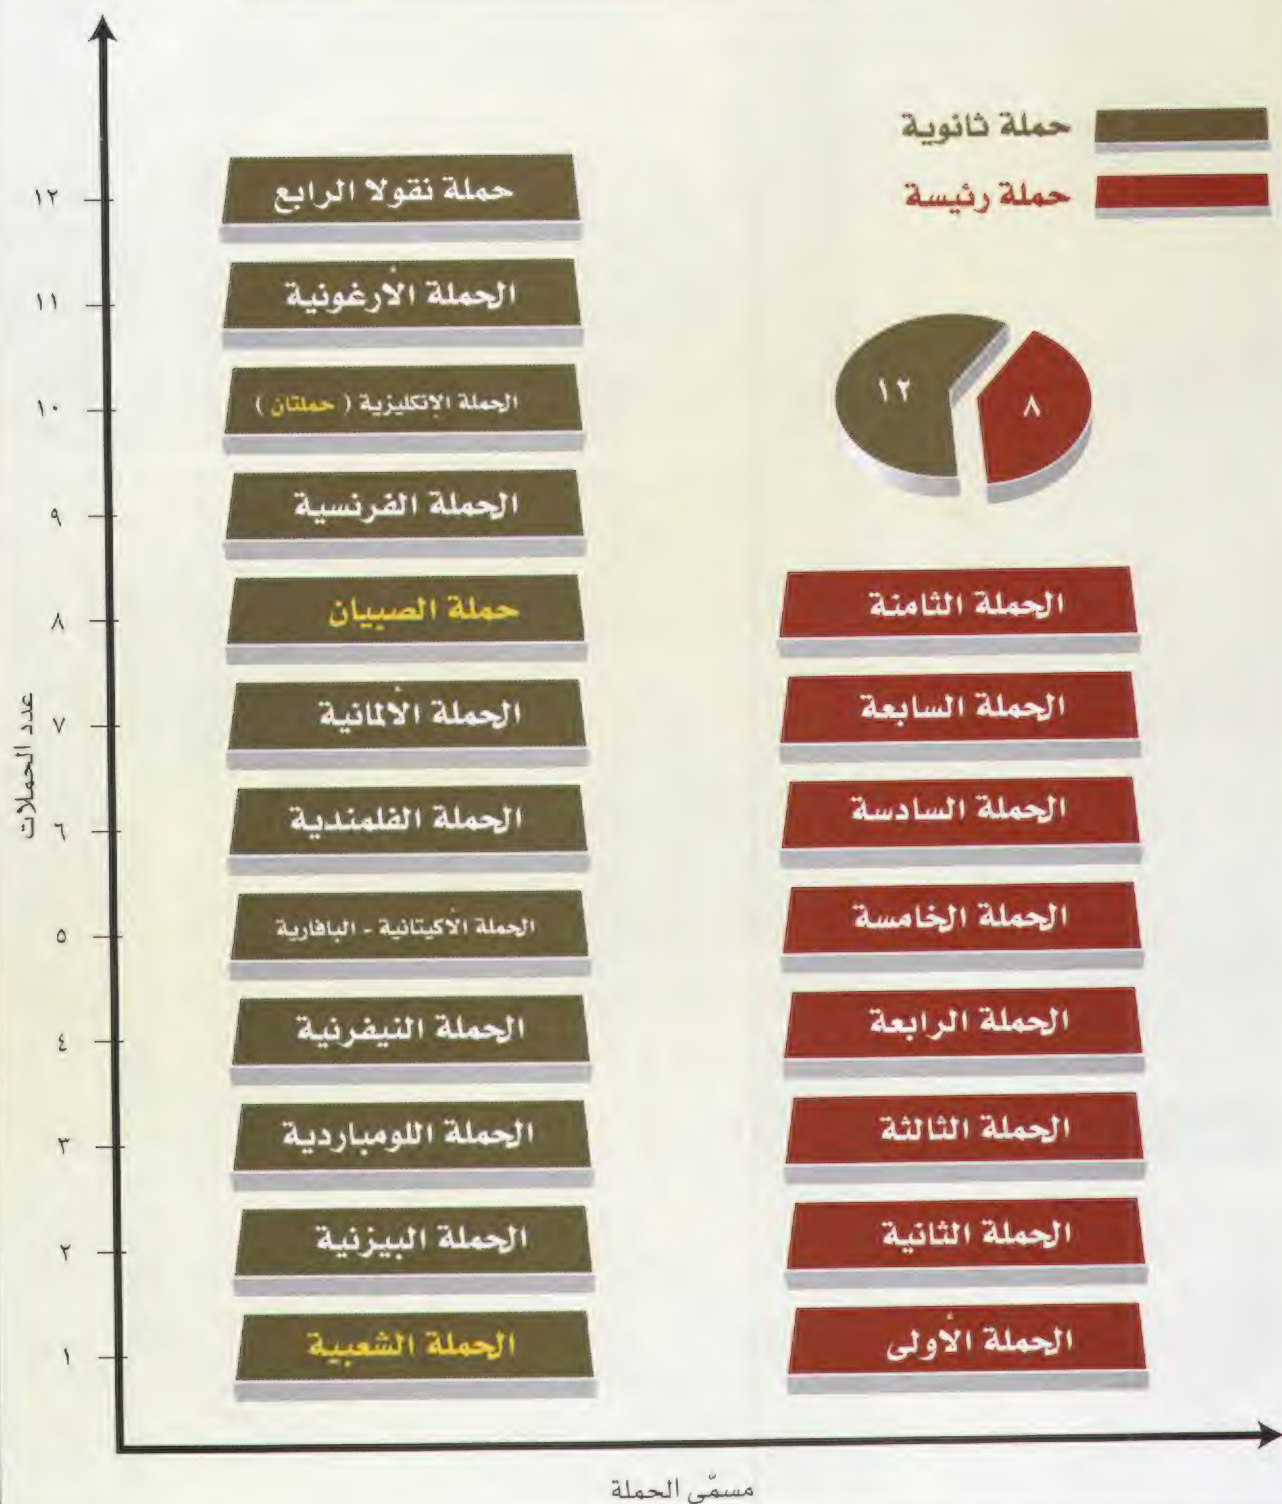 حملة ثانوية
حملة رئيسة
٨
١٢
الحملة الثامنة
الحملة السابعة
الحملة السادسة
الحملة الخامسة
الحملة الرابعة
الحملة الثالثة
الحملة الثانية
الحملة الأولى
حملة نقولا الرابع
الحملة الأرغونية
الحملة الإنكليزية ( حملتان )
الحملة الفرنسية
حملة الصبيان
الحملة الألمانية
الحملة الفلمندية
الحملة الأكيتانية - البافارية
الحملة النيفرنية
الحملة اللومباردية
الحملة البيزنية
الحملة الشعبية
١٢
١١
١٠
٩
٨
٧
٦
٥
٤
٣
٢
١
عدد الحملات
مسمّى الحملة